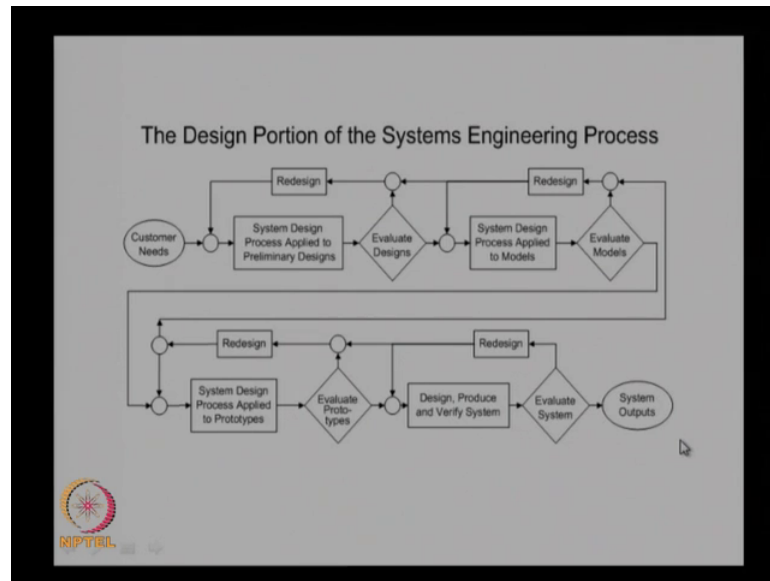 The Design Portion of the Systems Engineering Process
Redesign
Redesign
Customer
Needs
System Design
Process Applied to
Preliminary Designs
Evaluate
Designs
System Design
Process Applied
to Models
Evaluate
Models
Redesign
Redesign
System Design
Process Applied
to Prototypes
Evaluate
Proto-
types
Design, Produce
and Verify System
Evaluate
System
System
Outputs
NPTEL